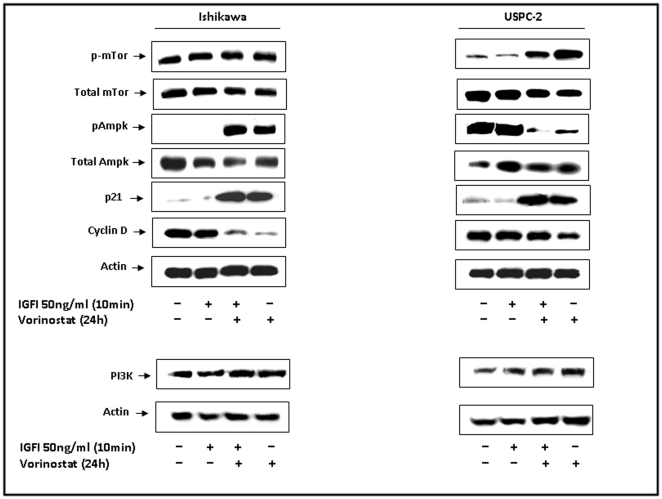 Ishikawa USPC-2
p-mTor
Total mTor
pAmpk
Total Ampk
p21
Cyclin D
Actin
IGFI 50ng/ml (10min) − + + − − + + −
Vorinostat (24h) − − + + − − + +
PI3K
Actin
IGFI 50ng/ml (10min) − + + − − + + −
Vorinostat (24h) − − + + − − + +